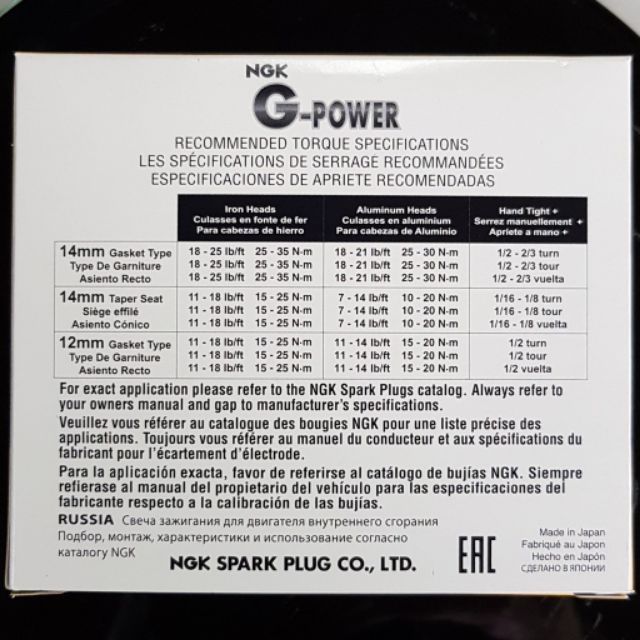 NGK
G-POWER
RECOMMENDED TORQUE SPECIFICATIONS
LES SPÉCIFICATIONS DE SERRAGE RECOMMANDÉES
ESPECIFICACIONES DE APRIETE RECOMENDADAS
Iron Heads Aluminum Heads Hand Tight +
Culasses en fonte de fer Culasses en aluminium Serrez manuellement +
Para cabezas de hierro Para cabezas de Aluminio Apriete a mano +
14mm Gasket Type 18 - 25 lb/ft 25 - 35 N-m 18 - 21 lb/ft 25 - 30 N-m 1/2 - 2/3 turn
Type De Garniture 18 - 25 lb/ft 25 - 35 N-m 18 - 21 lb/ft 25 - 30 N-m 1/2 - 2/3 tour
Asiento Recto 18 - 25 lb/ft 25 - 35 N-m 18 - 21 lb/ft 25 - 30 N-m 1/2 - 2/3 vuelta
14mm Taper Seat 11 - 18 lb/ft 15 - 25 N-m 7 - 14 lb/ft 10 - 20 N-m 1/16 - 1/8 turn
Siège effilé 11 - 18 lb/ft 15 - 25 N-m 7 - 14 lb/ft 10 - 20 N-m 1/16 - 1/8 tour
Asiento Cónico 11 - 18 lb/ft 15 - 25 N-m 7 - 14 lb/ft 10 - 20 N-m 1/16 - 1/8 vuelta
12mm Gasket Type 11 - 18 lb/ft 15 - 25 N-m 11 - 14 lb/ft 15 - 20 N-m 1/2 turn
Type De Garniture 11 - 18 lb/ft 15 - 25 N-m 11 - 14 lb/ft 15 - 20 N-m 1/2 tour
Asiento Recto 11 - 18 lb/ft 15 - 25 N-m 11 - 14 lb/ft 15 - 20 N-m 1/2 vuelta
For exact application please refer to the NGK Spark Plugs catalog. Always refer to
your owners manual and gap to manufacturer's specifications.
Veuillez vous référer au catalogue des bougies NGK pour une liste précise des
applications. Toujours vous référer au manuel du conducteur et aux spécifications du
fabricant pour l'écartement d'électrode.
Para la aplicación exacta, favor de referirse al catálogo de bujías NGK. Siempre
refierase al manual del propietario del vehículo para las especificaciones del
fabricante respecto a la calibración de las bujías.
RUSSIA Свеча зажигания для двигателя внутреннего сгорания
Подбор, монтаж, характеристики и использование согласно
каталогу NGK
NGK SPARK PLUG CO., LTD.
EAC
Made in Japan
Fabriqué au Japon
Hecho en Japón
СДЕЛАНО В ЯПОНИИ